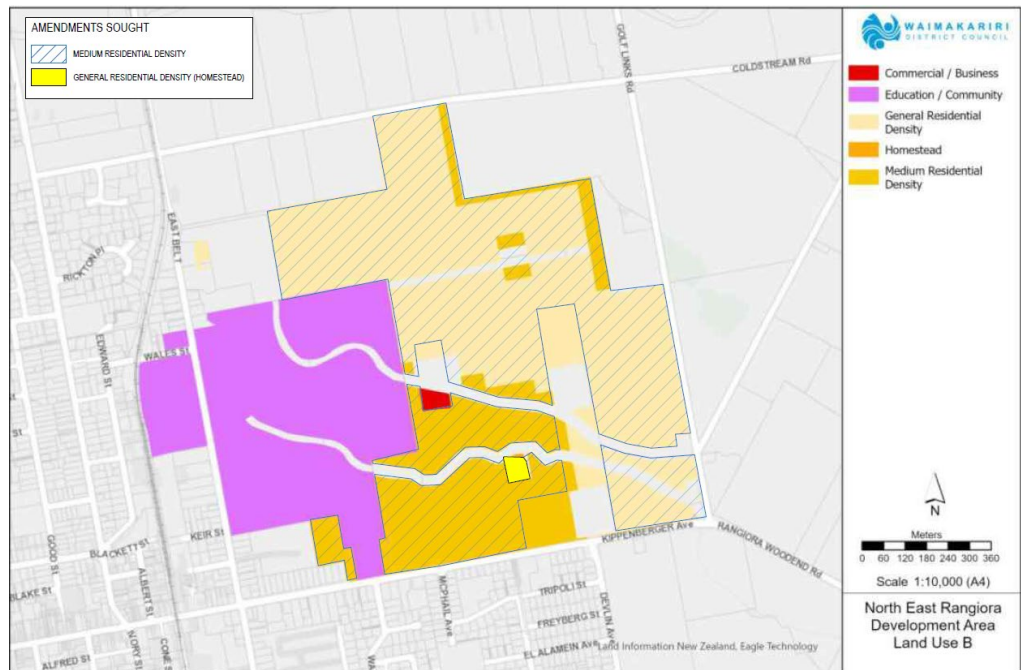 AMENDMENTS SOUGHT
MEDIUM RESIDENTIAL DENSITY
GENERAL RESIDENTIAL DENSITY (HOMESTEAD)
WAIMAKARIRI
DISTRICT COUNCIL
Commercial / Business
Education / Community
General Residential
Density
Homestead
Medium Residential
Density
GOLF LINKS Rd
COLDSTREAM Rd
EAST BELT
RICKTON Pl
EDWARD St
WALES St
St
GOOD St
KEIR St
BLACKETT St
BLAKE St
ALBERT St
ALFRED St
NORY St
CONE S
WA
MCPHAIL Ave
TRIPOLI St
FREYBERG St
EL ALAMEIN Ave
DEVLIN Av
KIPPENBERGER Ave
RANGIORA WOODEND Rd
Land Information New Zealand, Eagle Technology
N
Meters
0 60 120 180 240 300 360
Scale 1:10,000 (A4)
North East Rangiora
Development Area
Land Use B